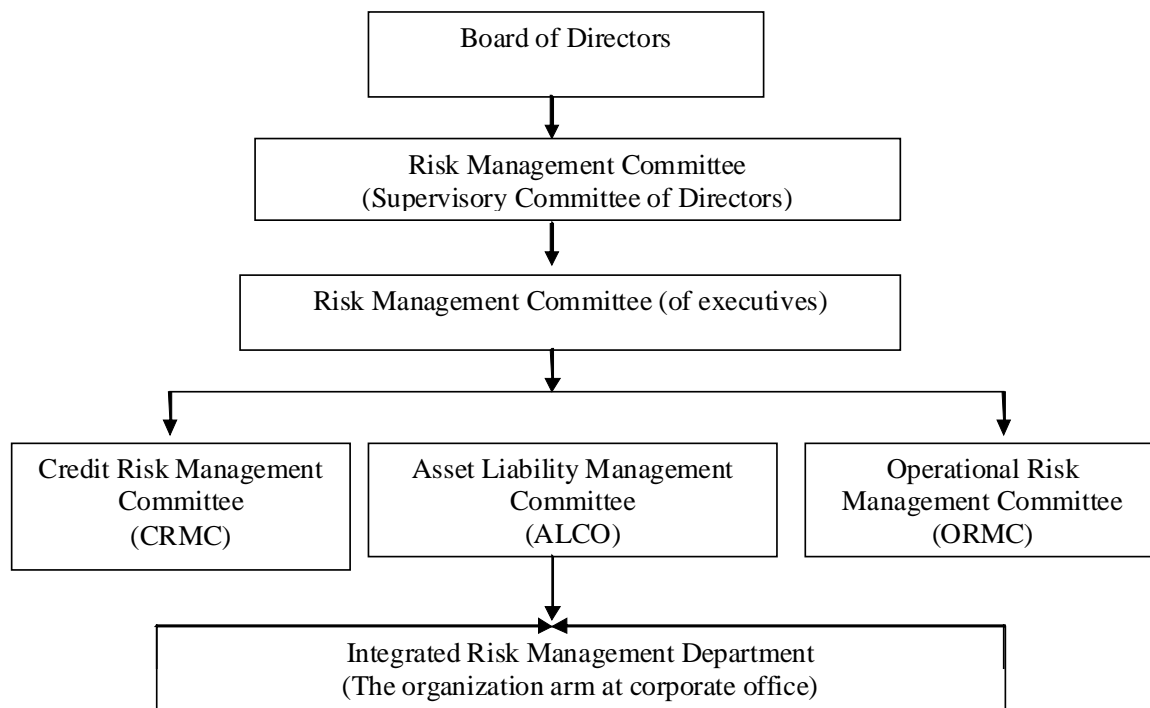 Board of Directors
Risk Management Committee
(Supervisory Committee of Directors)
Risk Management Committee (of executives)
Credit Risk Management
Committee
(CRMC)
Asset Liability Management
Committee
(ALCO)
Operational Risk
Management Committee
(ORMC)
Integrated Risk Management Department
(The organization arm at corporate office)